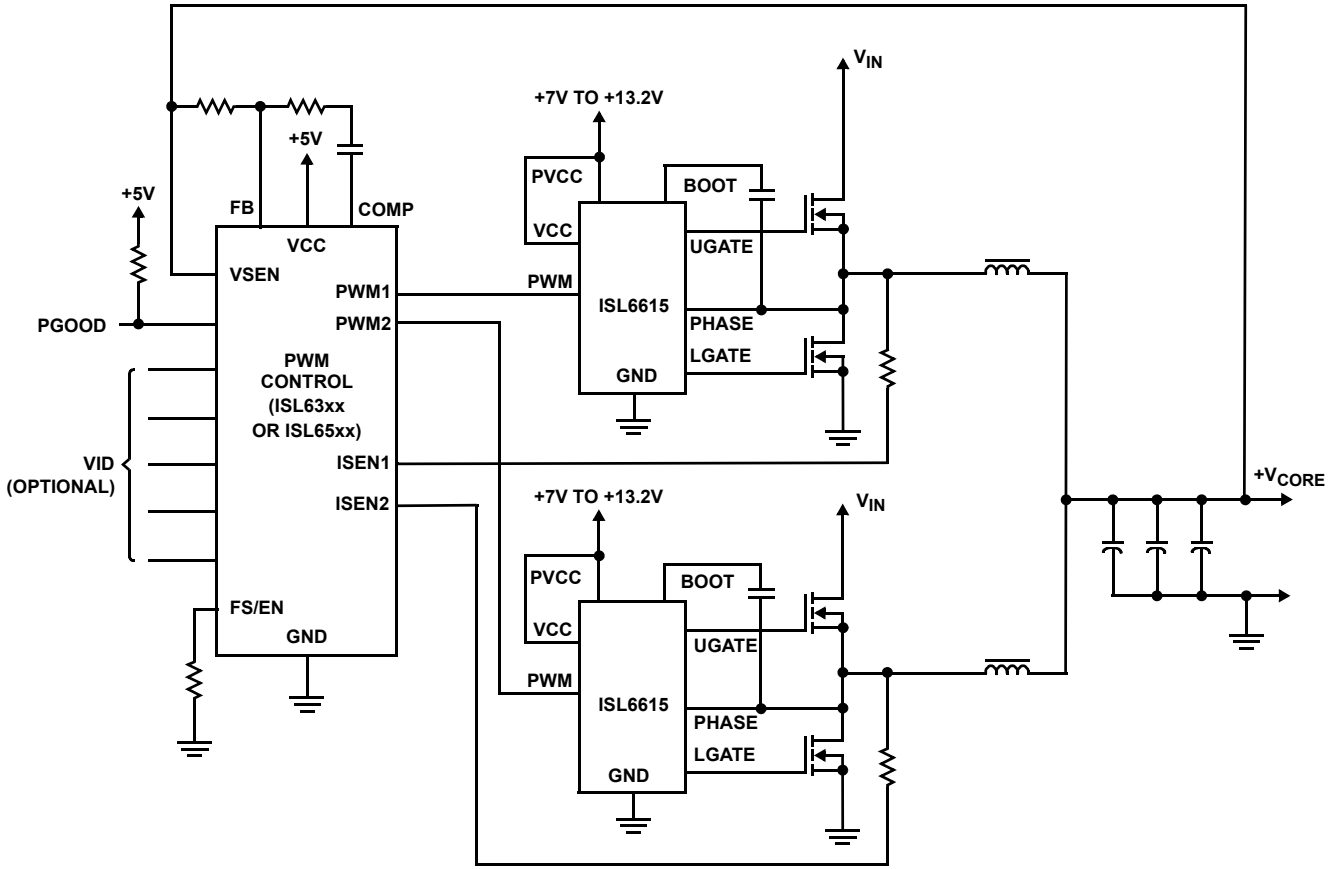 V_IN
+7V TO +13.2V
+5V
PVCC
BOOT
+5V
FB
COMP
VCC
VCC
UGATE
VSEN
PWM1
PWM
ISL6615
PGOOD
PWM2
PHASE
LGATE
PWM
CONTROL
(ISL63xx
OR ISL65xx)
GND
VID
(OPTIONAL)
ISEN1
+V_CORE
ISEN2
+7V TO +13.2V
V_IN
PVCC
BOOT
FS/EN
VCC
UGATE
GND
PWM
ISL6615
PHASE
LGATE
GND